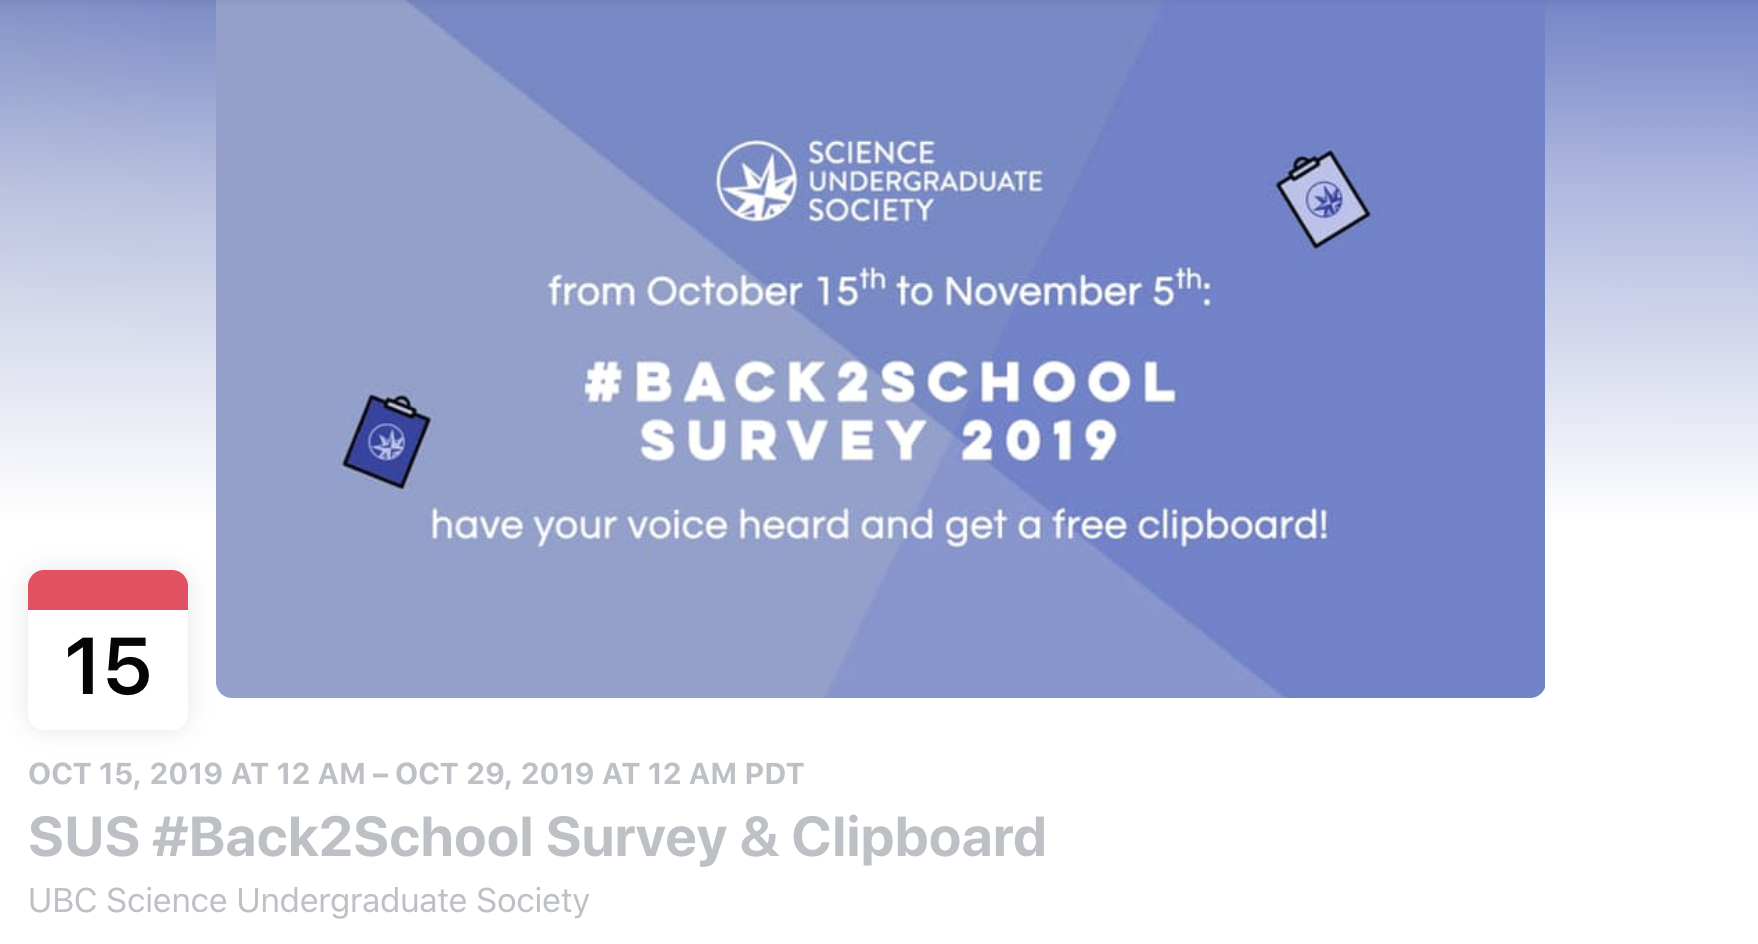 SCIENCE
UNDERGRADUATE
SOCIETY
from October 15th to November 5th:
#BACK2SCHOOL
SURVEY 2019
have your voice heard and get a free clipboard!
15
OCT 15, 2019 AT 12 AM – OCT 29, 2019 AT 12 AM PDT
SUS #Back2School Survey & Clipboard
UBC Science Undergraduate Society